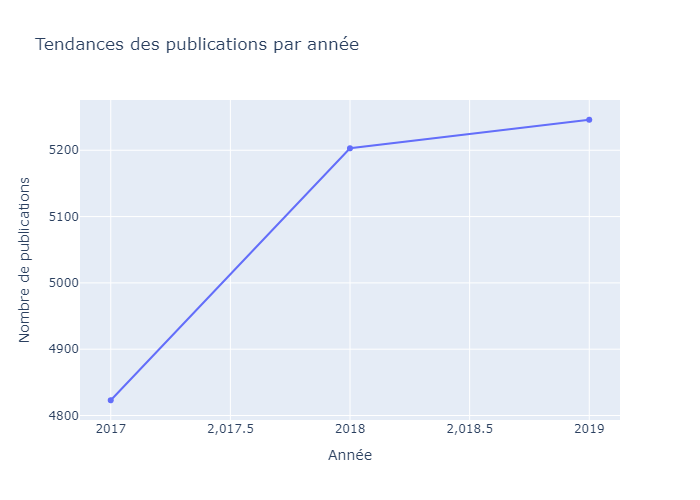 Tendances des publications par année
Nombre de publications
5200
5100
5000
4900
4800
2017 2,017.5 2018 2,018.5 2019
Année